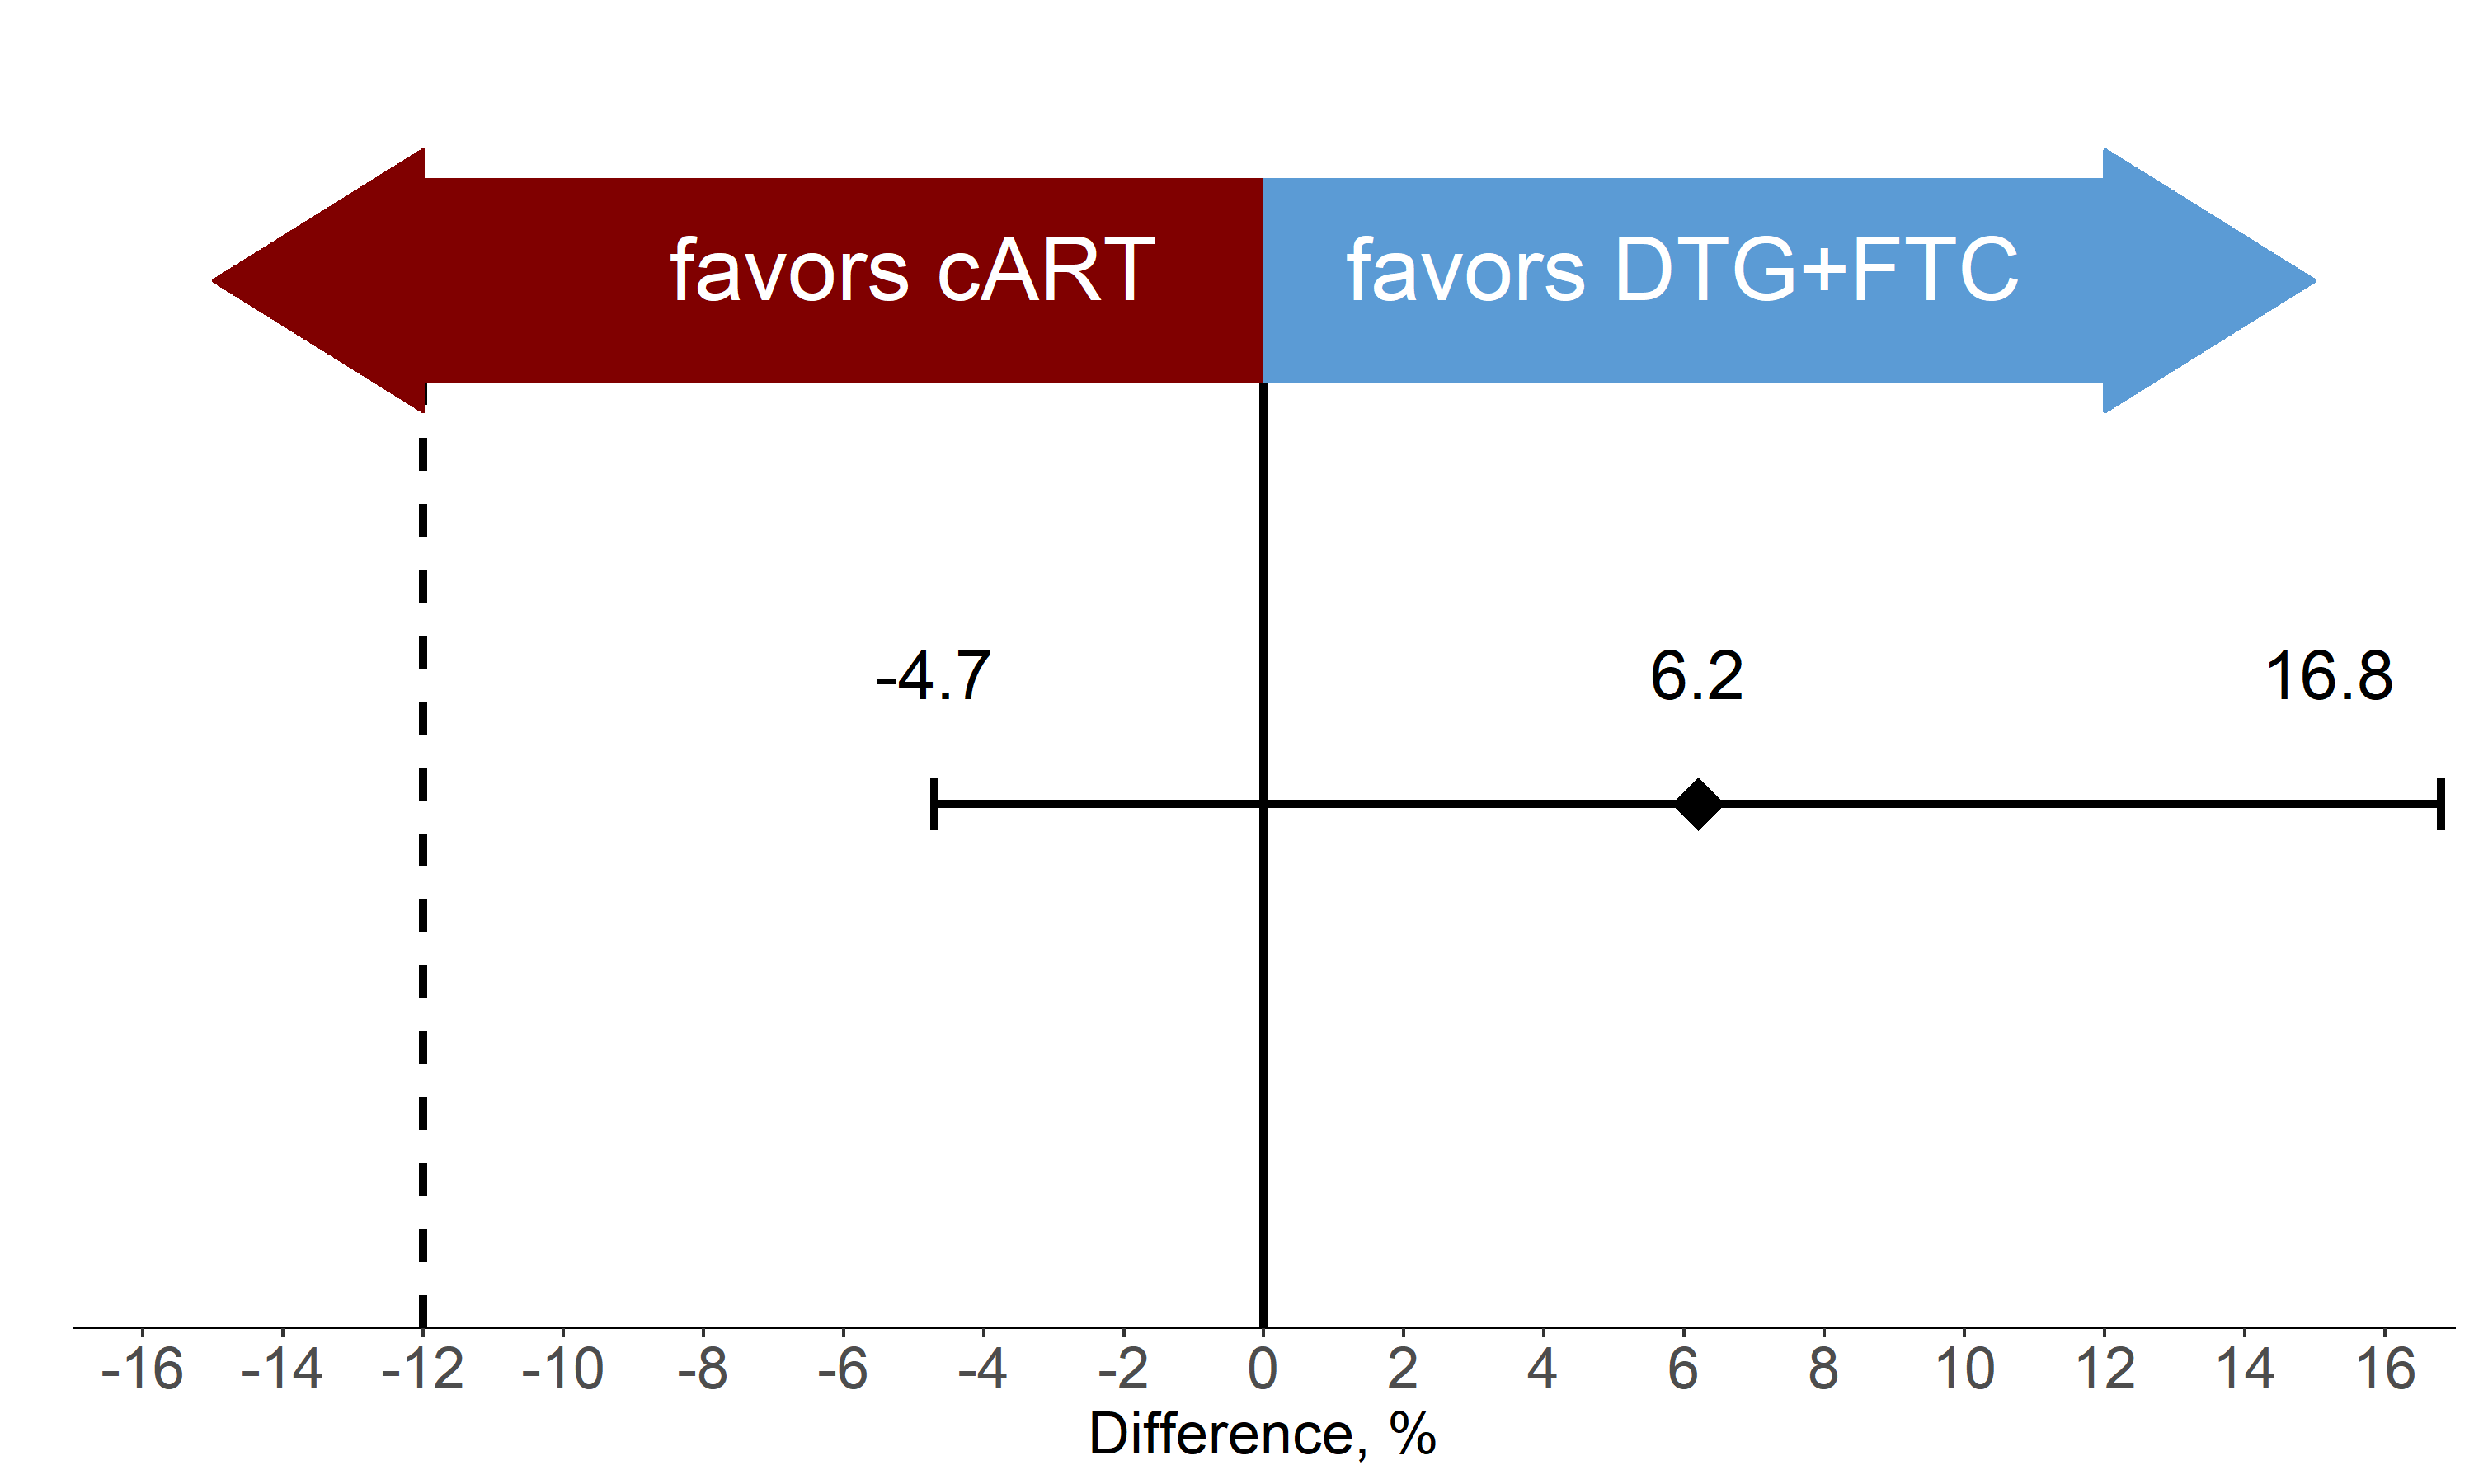 favors cART favors DTG+FTC
-4.7 6.2 16.8
-16 -14 -12 -10 -8 -6 -4 -2 0 2 4 6 8 10 12 14 16
Difference, %